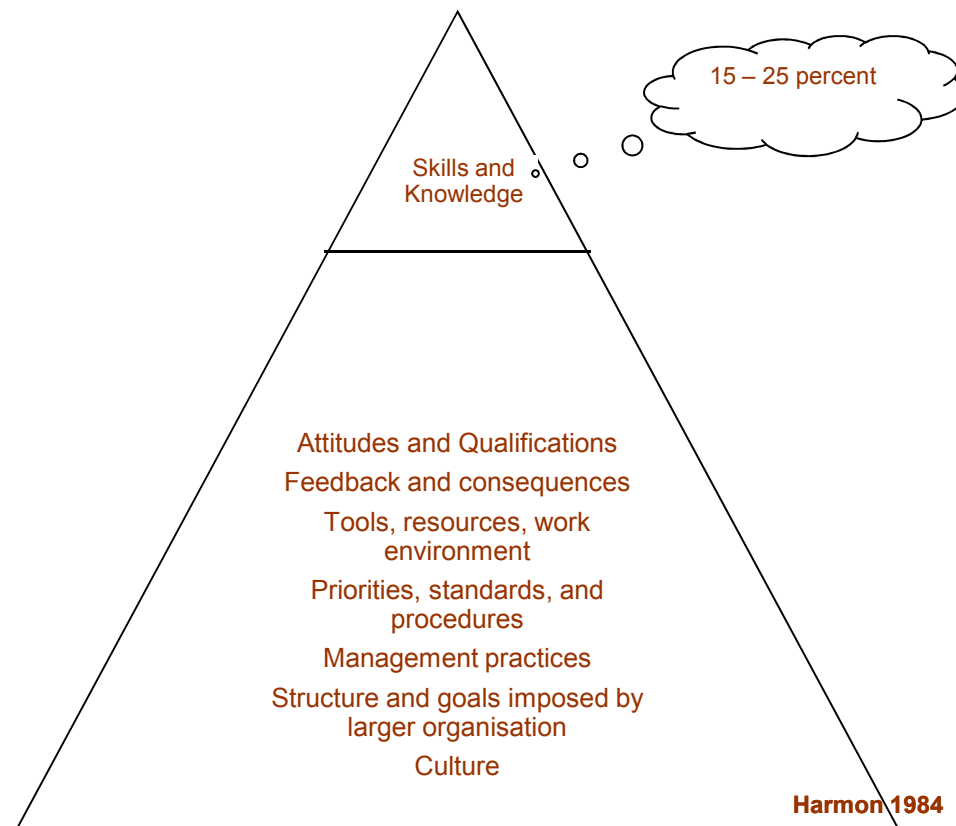 15 – 25 percent
Skills and
Knowledge
Attitudes and Qualifications
Feedback and consequences
Tools, resources, work
environment
Priorities, standards, and
procedures
Management practices
Structure and goals imposed by
larger organisation
Culture
Harmon 1984